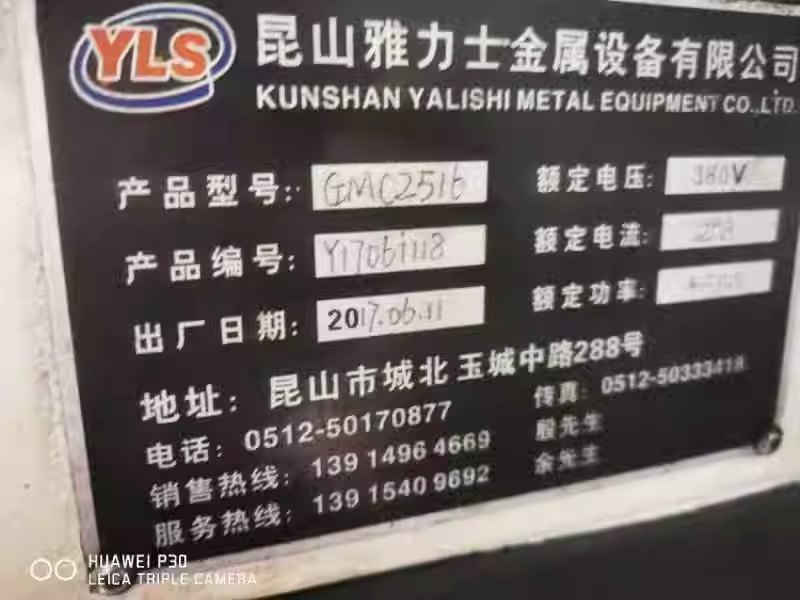 YLS
昆山雅力士金属设备有限公司
KUNSHAN YALISHI METAL EQUIPMENT CO.,LTD.
产品型号: GMC2516
额定电压: 380V
产品编号: Y17061118
额定电流:
出厂日期: 2017.06.11
额定功率:
地址: 昆山市城北玉城中路288号
电话: 0512-50170877
传真: 0512-50333418
销售热线: 139 1496 4669
殷先生
服务热线: 139 1540 9692
余先生
HUAWEI P30
LEICA TRIPLE CAMERA